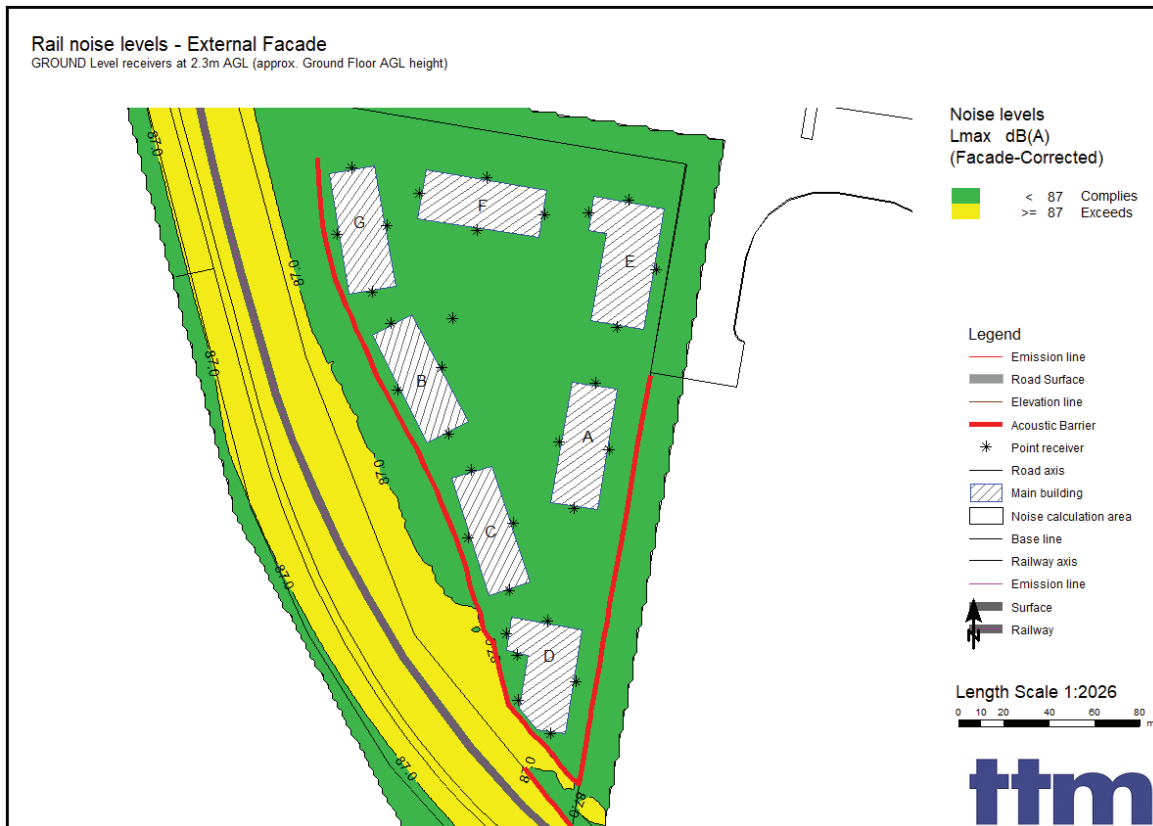 Rail noise levels - External Facade
GROUND Level receivers at 2.3m AGL (approx. Ground Floor AGL height)
Noise levels
Lmax dB(A)
(Facade-Corrected)
< 87 Complies
>= 87 Exceeds
87.0
87.0
87.0
87.0
87.0
87.0
87.0
87.0
87.0
G
F
E
B
A
C
D
Legend
Emission line
Road Surface
Elevation line
Acoustic Barrier
Point receiver
Road axis
Main building
Noise calculation area
Base line
Railway axis
Emission line
Surface
Railway
N
Length Scale 1:2026
0 10 20 40 60 80
m
ttm